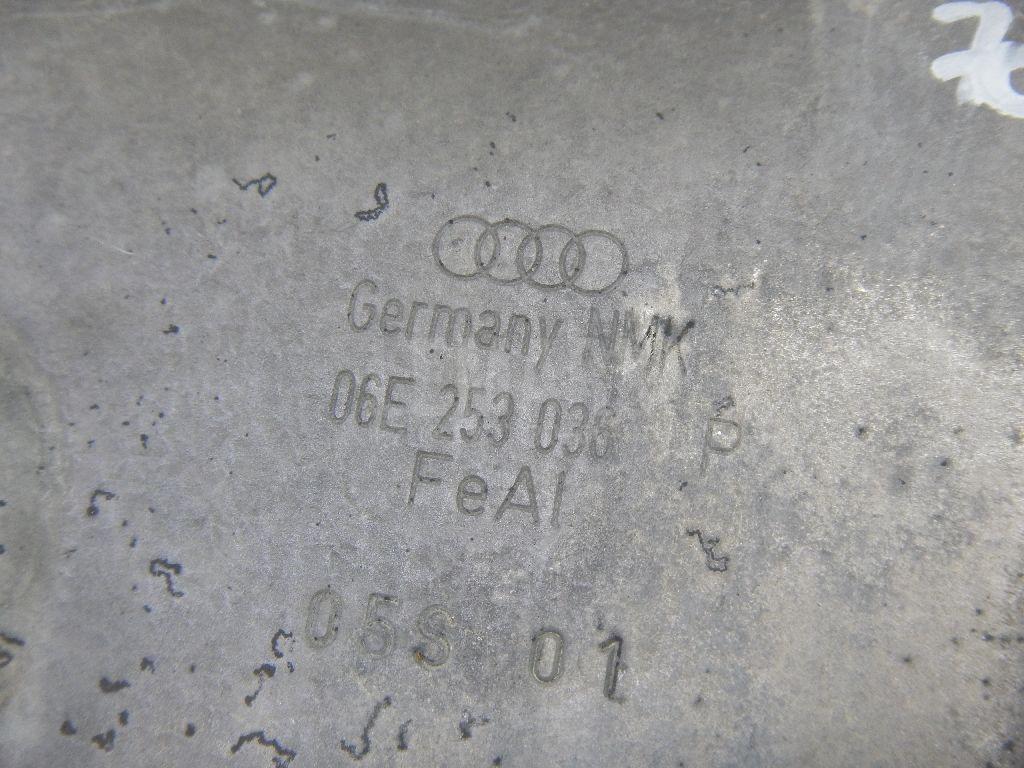 Germany NMK
06E 253 036 P
FeAl
05S 01